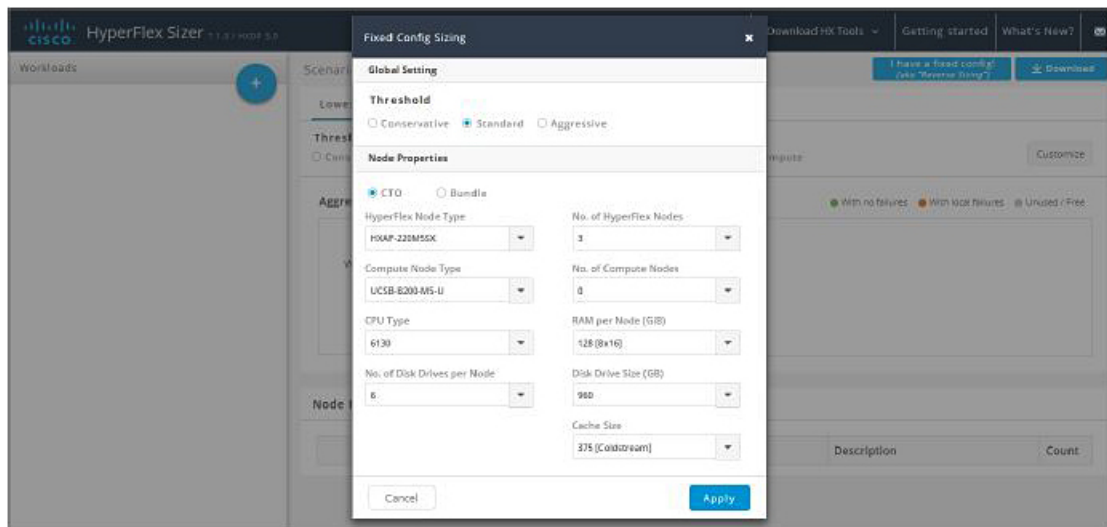 CISCO HyperFlex Sizer
Download HX Tools
Getting started
What's New?
Workloads
+
Scenari
I have a fixed config!
(aka "Reverse Sizing")
Download
Lowe
Thres
Customize
Aggre
With no failures
With local failures
Unused / Free
Node
Description
Count
Fixed Config Sizing
x
Global Setting
Threshold
Conservative Standard Aggressive
Node Properties
CTO Bundle
HyperFlex Node Type No. of HyperFlex Nodes
HXAF-220M5SX 3
Compute Node Type No. of Compute Nodes
UCSB-B200-M5-U 0
CPU Type RAM per Node (GiB)
6130 128 [8x16]
No. of Disk Drives per Node Disk Drive Size (GB)
6 960
Cache Size
375 [Coldstream]
Cancel Apply